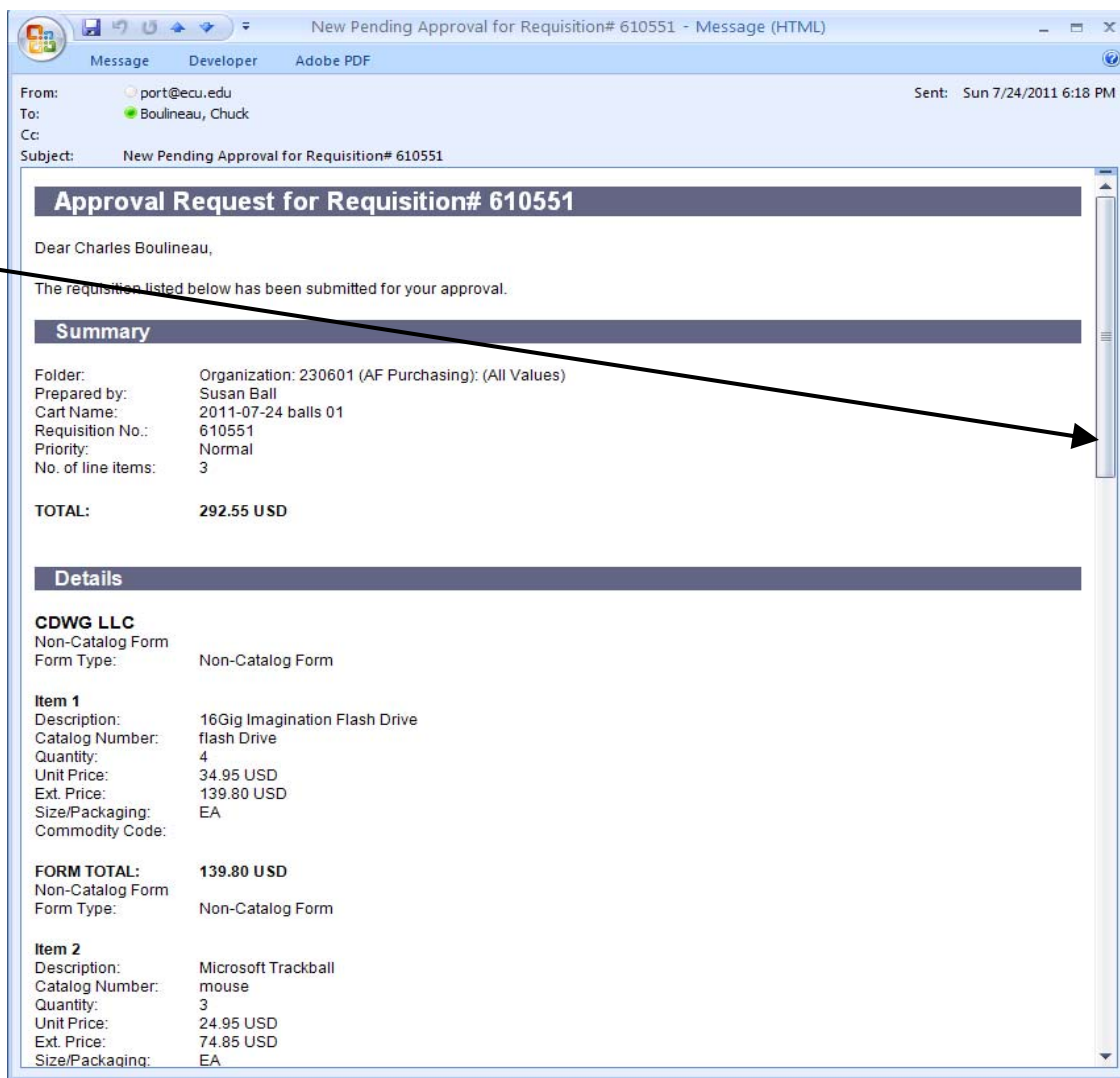 New Pending Approval for Requisition# 610551 - Message (HTML)
Message Developer Adobe PDF
From: port@ecu.edu Sent: Sun 7/24/2011 6:18 PM
To: Boulineau, Chuck
Cc:
Subject: New Pending Approval for Requisition# 610551
Approval Request for Requisition# 610551
Dear Charles Boulineau,
The requisition listed below has been submitted for your approval.
Summary
Folder: Organization: 230601 (AF Purchasing): (All Values)
Prepared by: Susan Ball
Cart Name: 2011-07-24 balls 01
Requisition No.: 610551
Priority: Normal
No. of line items: 3
TOTAL: 292.55 USD
Details
CDWG LLC
Non-Catalog Form
Form Type: Non-Catalog Form
Item 1
Description: 16Gig Imagination Flash Drive
Catalog Number: flash Drive
Quantity: 4
Unit Price: 34.95 USD
Ext. Price: 139.80 USD
Size/Packaging: EA
Commodity Code:
FORM TOTAL: 139.80 USD
Non-Catalog Form
Form Type: Non-Catalog Form
Item 2
Description: Microsoft Trackball
Catalog Number: mouse
Quantity: 3
Unit Price: 24.95 USD
Ext. Price: 74.85 USD
Size/Packaging: EA